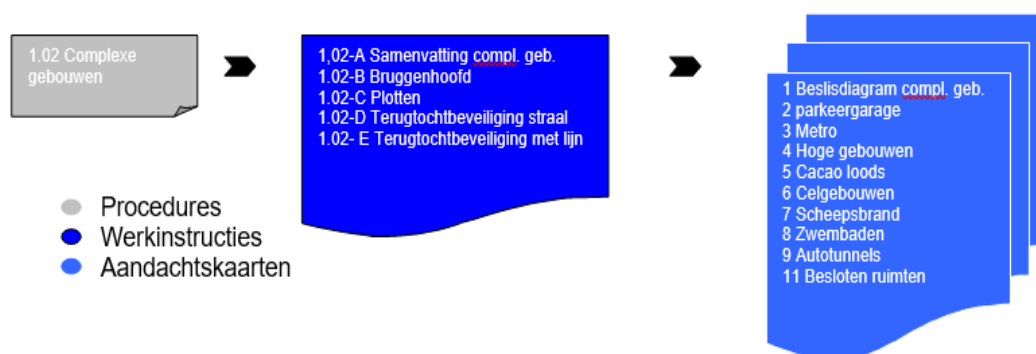 1.02 Complexe
gebouwen
1,02-A Samenvatting compl. geb.
1.02-B Bruggenhoofd
1.02-C Plotten
1.02-D Terugtochtbeveiliging straal
1.02- E Terugtochtbeveiliging met lijn
1 Beslisdiagram compl. geb.
2 parkeergarage
3 Metro
4 Hoge gebouwen
5 Cacao loods
6 Celgebouwen
7 Scheepsbrand
8 Zwembaden
9 Autotunnels
11 Besloten ruimten
Procedures
Werkinstructies
Aandachtskaarten